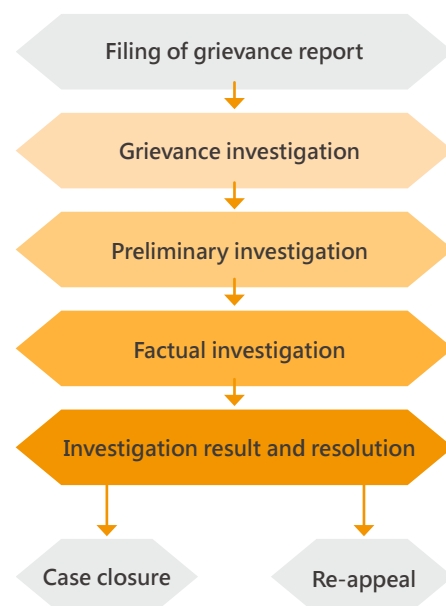 Filing of grievance report
Grievance investigation
Preliminary investigation
Factual investigation
Investigation result and resolution
Case closure
Re-appeal